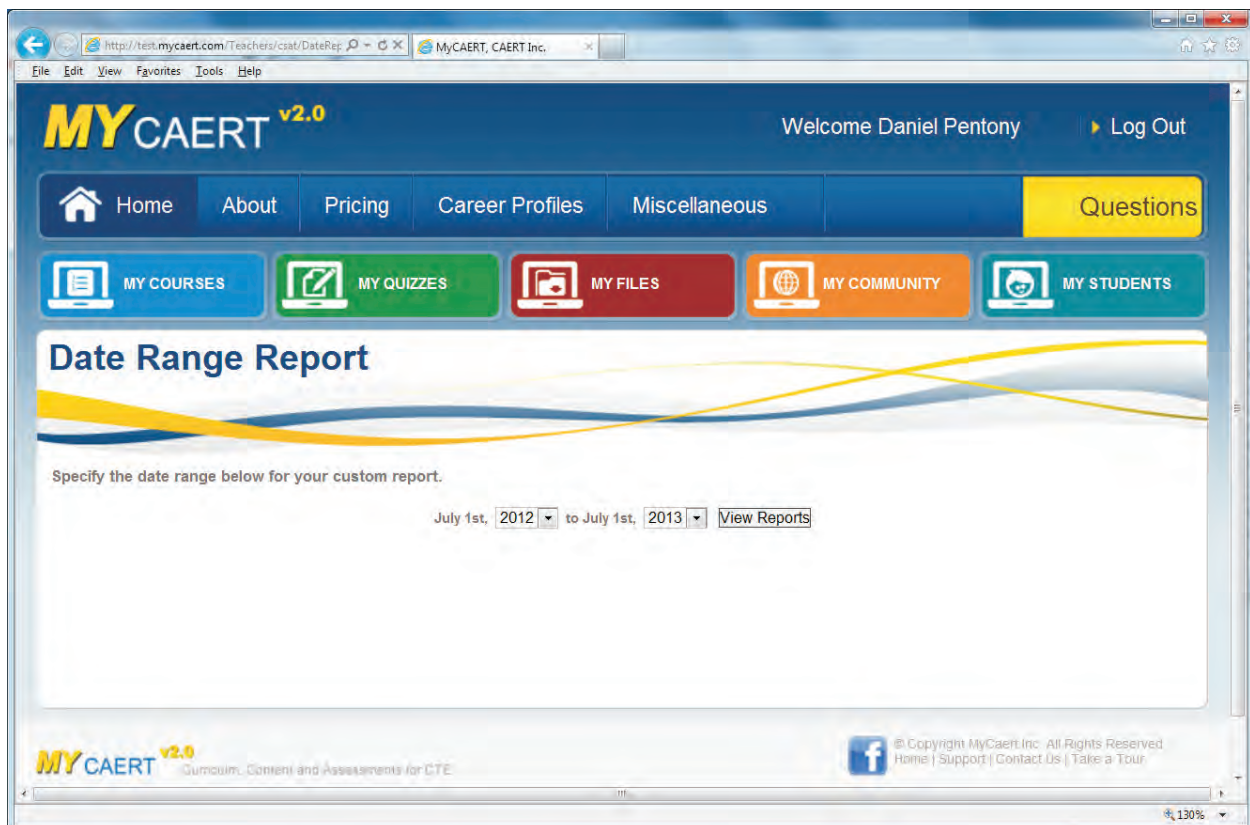 http://test.mycaert.com/Teachers/csat/DateRep
MyCAERT, CAERT Inc.
File Edit View Favorites Tools Help
MYCAERT v2.0
Welcome Daniel Pentony
Log Out
Home About Pricing Career Profiles Miscellaneous Questions
MY COURSES MY QUIZZES MY FILES MY COMMUNITY MY STUDENTS
Date Range Report
Specify the date range below for your custom report.
July 1st, 2012 to July 1st, 2013 View Reports
MYCAERT v2.0
Content and Assessments for CTE
© Copyright MyCaert Inc. All Rights Reserved
Home | Support | Contact Us | Take a Tour
130%